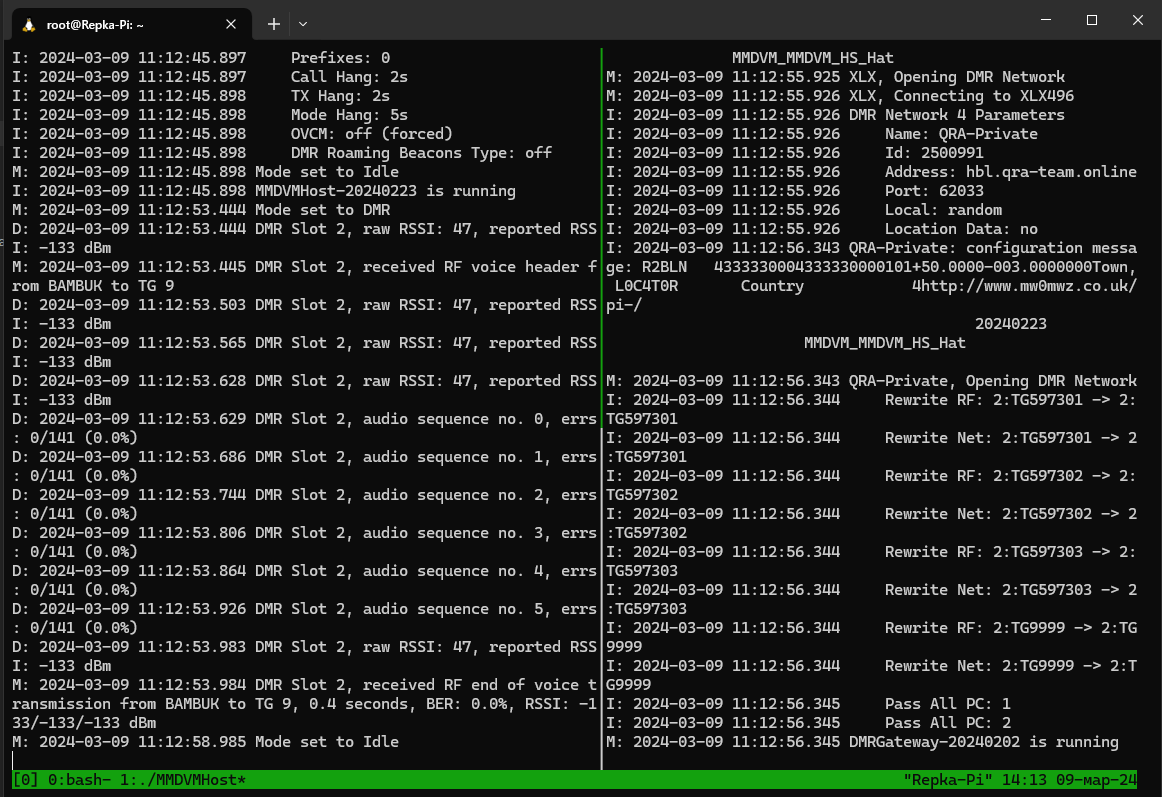 root@Repka-Pi: ~
I: 2024-03-09 11:12:45.897     Prefixes: 0
I: 2024-03-09 11:12:45.897     Call Hang: 2s
I: 2024-03-09 11:12:45.898     TX Hang: 2s
I: 2024-03-09 11:12:45.898     Mode Hang: 5s
I: 2024-03-09 11:12:45.898     OVCM: off (forced)
I: 2024-03-09 11:12:45.898     DMR Roaming Beacons Type: off
M: 2024-03-09 11:12:45.898 Mode set to Idle
I: 2024-03-09 11:12:45.898 MMDVMHost-20240223 is running
M: 2024-03-09 11:12:53.444 Mode set to DMR
D: 2024-03-09 11:12:53.444 DMR Slot 2, raw RSSI: 47, reported RSS
I: -133 dBm
M: 2024-03-09 11:12:53.445 DMR Slot 2, received RF voice header f
rom BAMBUK to TG 9
D: 2024-03-09 11:12:53.503 DMR Slot 2, raw RSSI: 47, reported RSS
I: -133 dBm
D: 2024-03-09 11:12:53.565 DMR Slot 2, raw RSSI: 47, reported RSS
I: -133 dBm
D: 2024-03-09 11:12:53.628 DMR Slot 2, raw RSSI: 47, reported RSS
I: -133 dBm
D: 2024-03-09 11:12:53.629 DMR Slot 2, audio sequence no. 0, errs
: 0/141 (0.0%)
D: 2024-03-09 11:12:53.686 DMR Slot 2, audio sequence no. 1, errs
: 0/141 (0.0%)
D: 2024-03-09 11:12:53.744 DMR Slot 2, audio sequence no. 2, errs
: 0/141 (0.0%)
D: 2024-03-09 11:12:53.806 DMR Slot 2, audio sequence no. 3, errs
: 0/141 (0.0%)
D: 2024-03-09 11:12:53.864 DMR Slot 2, audio sequence no. 4, errs
: 0/141 (0.0%)
D: 2024-03-09 11:12:53.926 DMR Slot 2, audio sequence no. 5, errs
: 0/141 (0.0%)
D: 2024-03-09 11:12:53.983 DMR Slot 2, raw RSSI: 47, reported RSS
I: -133 dBm
M: 2024-03-09 11:12:53.984 DMR Slot 2, received RF end of voice t
ransmission from BAMBUK to TG 9, 0.4 seconds, BER: 0.0%, RSSI: -1
33/-133/-133 dBm
M: 2024-03-09 11:12:58.985 Mode set to Idle
MMDVM_MMDVM_HS_Hat
M: 2024-03-09 11:12:55.925 XLX, Opening DMR Network
M: 2024-03-09 11:12:55.926 XLX, Connecting to XLX496
I: 2024-03-09 11:12:55.926 DMR Network 4 Parameters
I: 2024-03-09 11:12:55.926     Name: QRA-Private
I: 2024-03-09 11:12:55.926     Id: 2500991
I: 2024-03-09 11:12:55.926     Address: hbl.qra-team.online
I: 2024-03-09 11:12:55.926     Port: 62033
I: 2024-03-09 11:12:55.926     Local: random
I: 2024-03-09 11:12:55.926     Location Data: no
I: 2024-03-09 11:12:56.343 QRA-Private: configuration messa
ge: R2BLN   4333330004333330000101+50.0000-003.0000000Town,
L0C4T0R       Country            4http://www.mw0mwz.co.uk/
pi-/
20240223
MMDVM_MMDVM_HS_Hat
M: 2024-03-09 11:12:56.343 QRA-Private, Opening DMR Network
I: 2024-03-09 11:12:56.344     Rewrite RF: 2:TG597301 -> 2:
TG597301
I: 2024-03-09 11:12:56.344     Rewrite Net: 2:TG597301 -> 2
:TG597301
I: 2024-03-09 11:12:56.344     Rewrite RF: 2:TG597302 -> 2:
TG597302
I: 2024-03-09 11:12:56.344     Rewrite Net: 2:TG597302 -> 2
:TG597302
I: 2024-03-09 11:12:56.344     Rewrite RF: 2:TG597303 -> 2:
TG597303
I: 2024-03-09 11:12:56.344     Rewrite Net: 2:TG597303 -> 2
:TG597303
I: 2024-03-09 11:12:56.344     Rewrite RF: 2:TG9999 -> 2:TG
9999
I: 2024-03-09 11:12:56.344     Rewrite Net: 2:TG9999 -> 2:T
G9999
I: 2024-03-09 11:12:56.345     Pass All PC: 1
I: 2024-03-09 11:12:56.345     Pass All PC: 2
M: 2024-03-09 11:12:56.345 DMRGateway-20240202 is running
[0] 0:bash- 1:./MMDVMHost*
"Repka-Pi" 14:13 09-мар-24